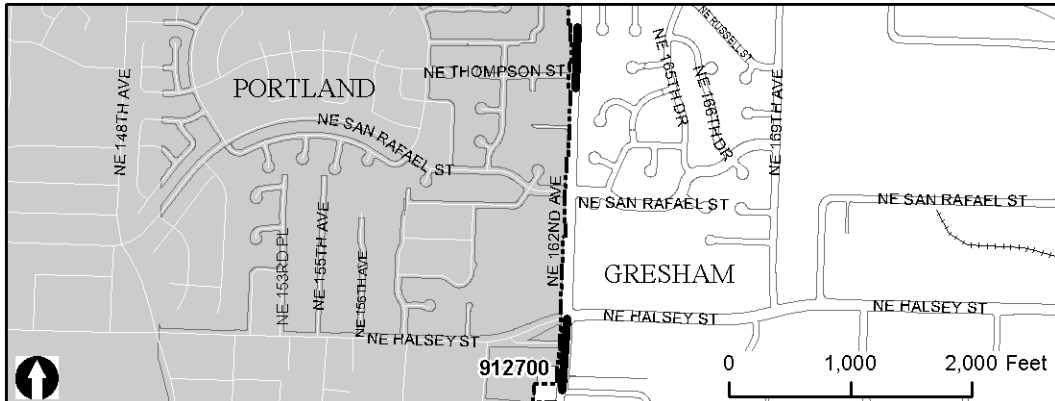 NE RUSSELL ST
NE 165TH DR
NE 166TH DR
NE THOMPSON ST
PORTLAND
NE 148TH AVE
NE SAN RAFAEL ST
NE 169TH AVE
NE 162ND AVE
NE SAN RAFAEL ST
NE SAN RAFAEL ST
NE 153RD PL
NE 155TH AVE
NE 156TH AVE
GRESHAM
NE HALSEY ST
NE HALSEY ST
NE HALSEY ST
912700
0 1,000 2,000 Feet